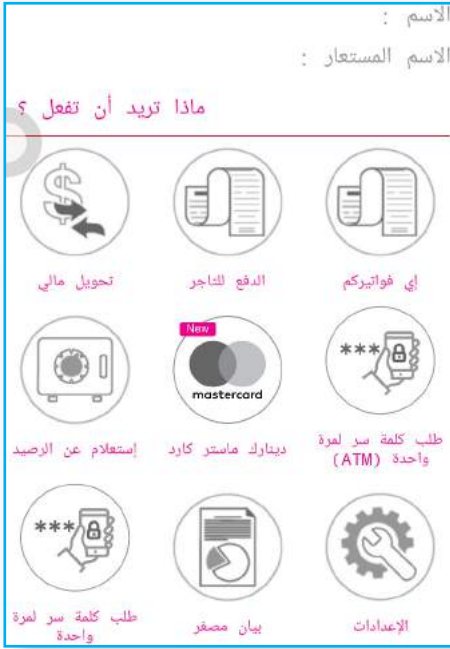 الاسم :
الاسم المستعار :
ماذا تريد أن تفعل ؟
إي فواتيركم
الدفع للتاجر
تحويل مالي
***
طلب كلمة سر لمرة
واحدة (ATM)
New
mastercard
دينارك ماستر كارد
إستعلام عن الرصيد
الإعدادات
بيان مصغر
***
طلب كلمة سر لمرة
واحدة